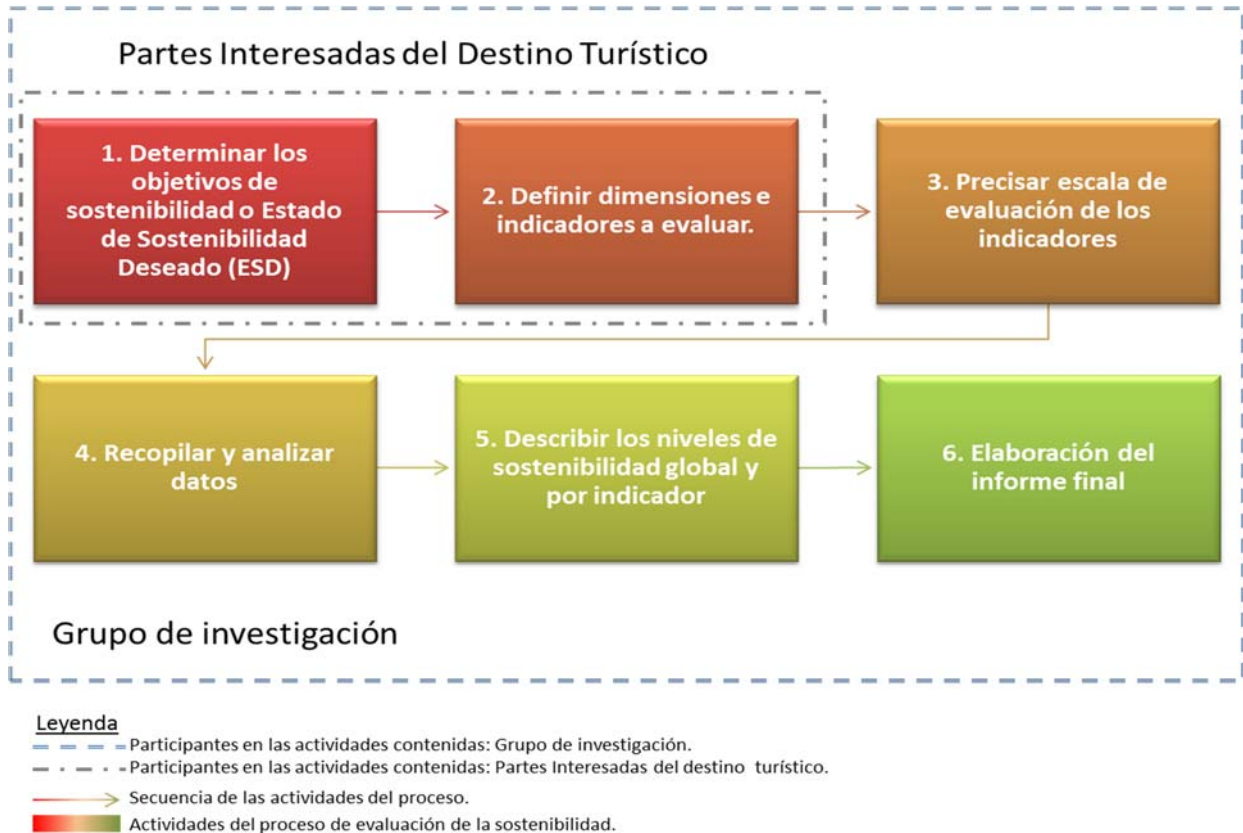 Partes Interesadas del Destino Turístico
1. Determinar los
objetivos de
sostenibilidad o Estado
de Sostenibilidad
Deseado (ESD)
2. Definir dimensiones e
indicadores a evaluar.
3. Precisar escala de
evaluación de los
indicadores
4. Recopilar y analizar
datos
5. Describir los niveles de
sostenibilidad global y
por indicador
6. Elaboración del
informe final
Grupo de investigación
Leyenda
Participantes en las actividades contenidas: Grupo de investigación.
Participantes en las actividades contenidas: Partes Interesadas del destino turístico.
Secuencia de las actividades del proceso.
Actividades del proceso de evaluación de la sostenibilidad.